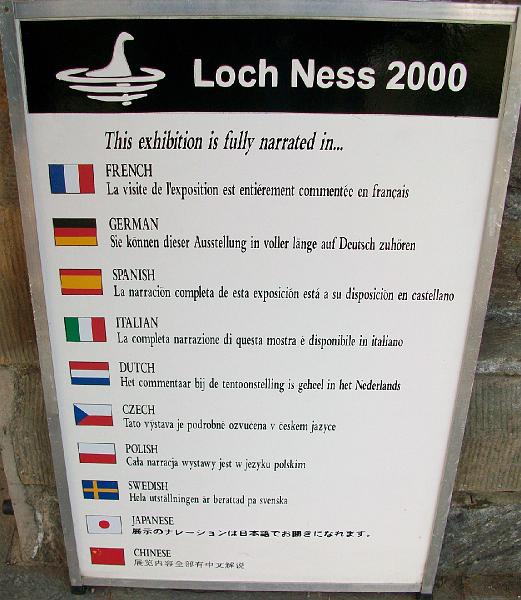 Loch Ness 2000
This exhibition is fully narrated in...
FRENCH
La visite de l'exposition est entiérement commentée en français
GERMAN
Sie können dieser Ausstellung in voller länge auf Deutsch zuhören
SPANISH
La narración completa de esta exposición está a su disposición en castellano
ITALIAN
La completa narrazione di questa mostra è disponibile in italiano
DUTCH
Het commentaar bij de tentoonstelling is geheel in het Nederlands
CZECH
Tato výstava je podrobně ozvučena v českem jazyce
POLISH
Cała narracja wystawy jest w jezyku polskim
SWEDISH
Hela utställningen är berattad pa svenska
JAPANESE
展示のナレーションは日本語でお聞きになれます。
CHINESE
展览内容全部有中文解说